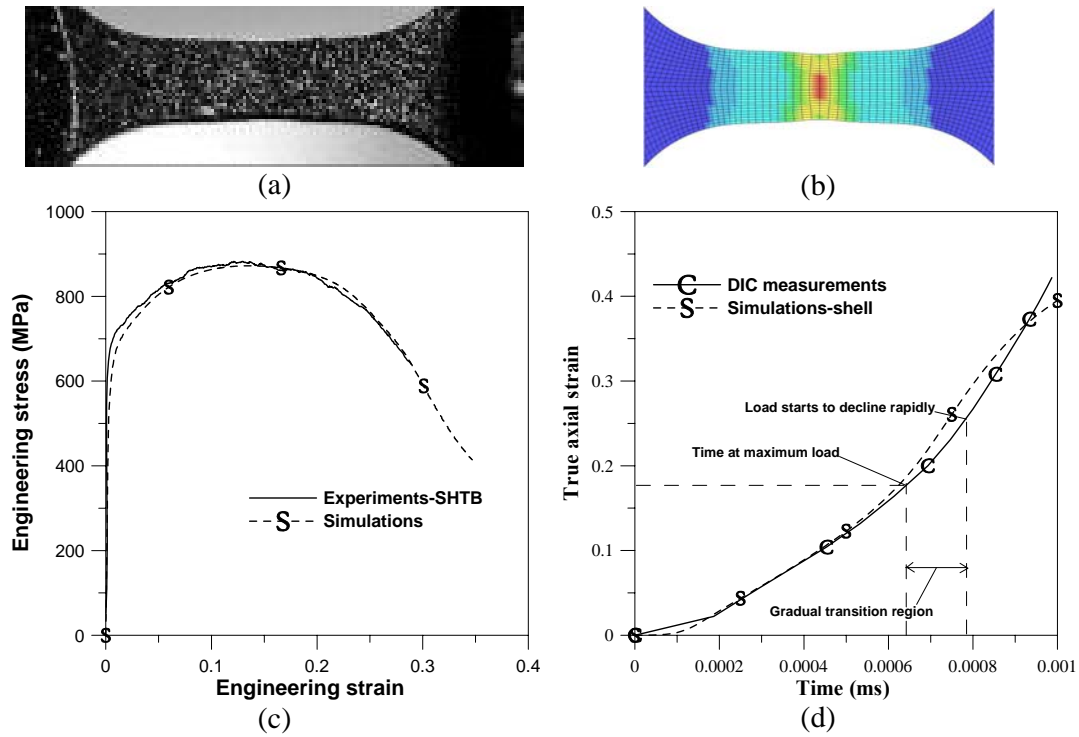 (a)
(b)
1000
800
600
400
200
0
0
0.1
0.2
0.3
0.4
Engineering stress (MPa)
Engineering strain
S
S
S
S
Experiments-SHTB
S Simulations
(c)
0.5
0.4
0.3
0.2
0.1
0
0
0.0002
0.0004
0.0006
0.0008
0.001
True axial strain
Time (ms)
C DIC measurements
S Simulations-shell
Load starts to decline rapidly
Time at maximum load
Gradual transition region
S
S
C
S
C
S
C
C
S
(d)